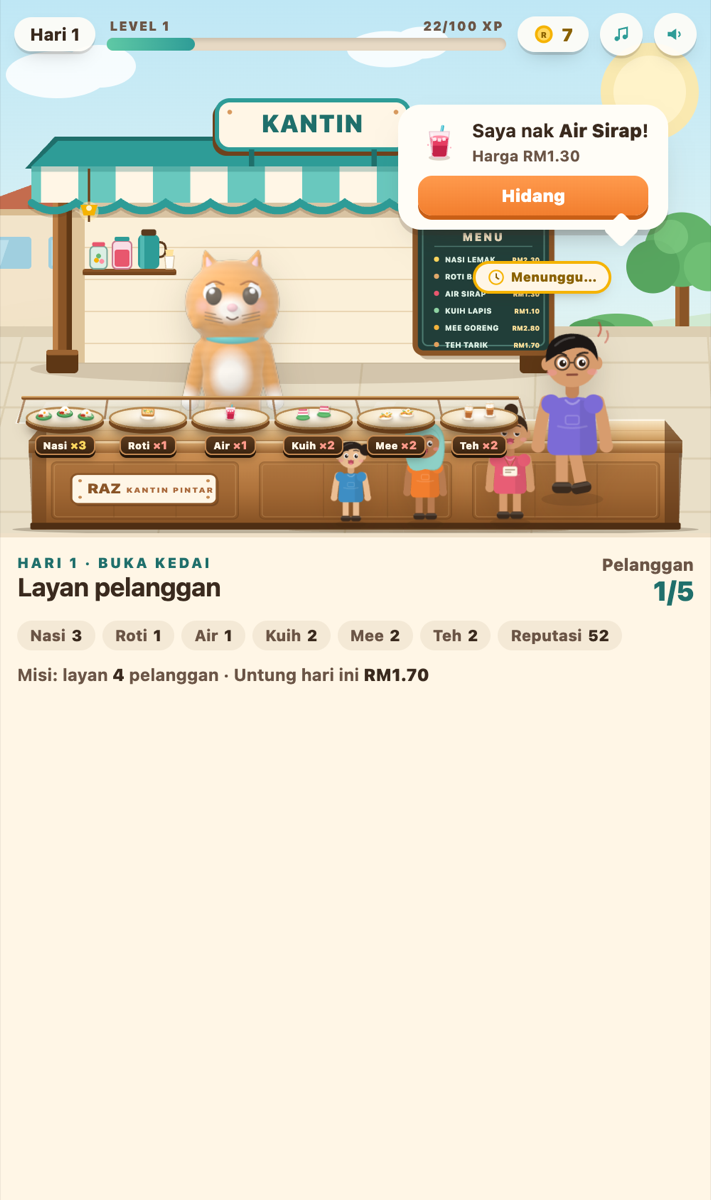 Hari 1
LEVEL 1
22/100 XP
R 7
KANTIN
Saya nak Air Sirap!
Harga RM1.30
Hidang
MENU
NASI LEMAK RM2.30
Menunggu...
ROTI B
AIR SIRAP RM1.30
KUIH LAPIS RM1.10
MEE GORENG RM2.80
TEH TARIK RM1.70
Nasi ×3
Roti ×1
Air ×1
Kuih ×2
Mee ×2
Teh ×2
RAZ KANTIN PINTAR
HARI 1 · BUKA KEDAI
Layan pelanggan
Pelanggan
1/5
Nasi 3
Roti 1
Air 1
Kuih 2
Mee 2
Teh 2
Reputasi 52
Misi: layan 4 pelanggan · Untung hari ini RM1.70